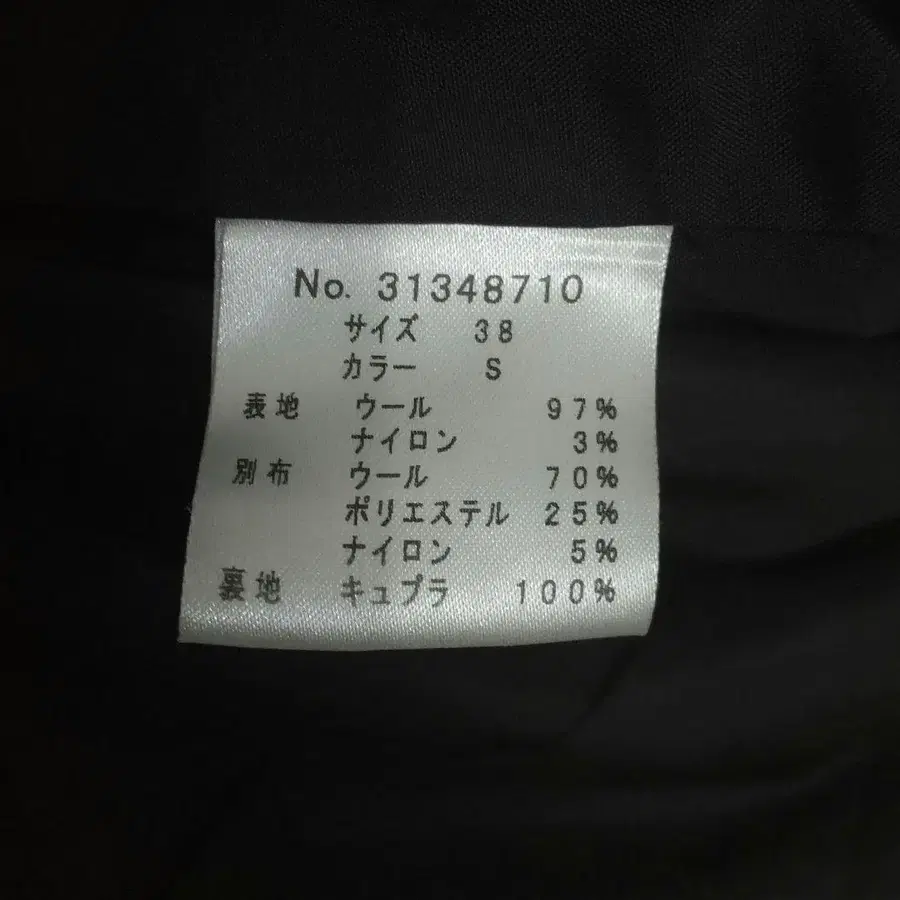 No. 31348710
サイズ 38
カラー S
表地 ウール 97%
ナイロン 3%
別布 ウール 70%
ポリエステル 25%
ナイロン 5%
裏地 キュプラ 100%